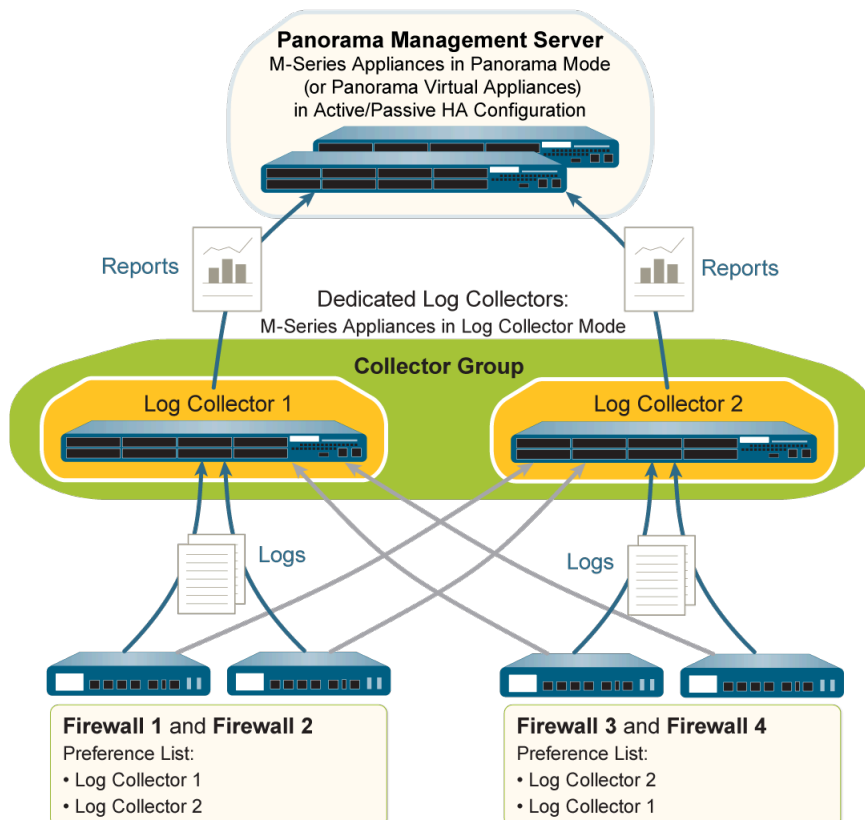 Panorama Management Server
M-Series Appliances in Panorama Mode
(or Panorama Virtual Appliances)
in Active/Passive HA Configuration
Reports
Reports
Dedicated Log Collectors:
M-Series Appliances in Log Collector Mode
Collector Group
Log Collector 1
Log Collector 2
Logs
Logs
Firewall 1 and Firewall 2
Preference List:
• Log Collector 1
• Log Collector 2
Firewall 3 and Firewall 4
Preference List:
• Log Collector 2
• Log Collector 1